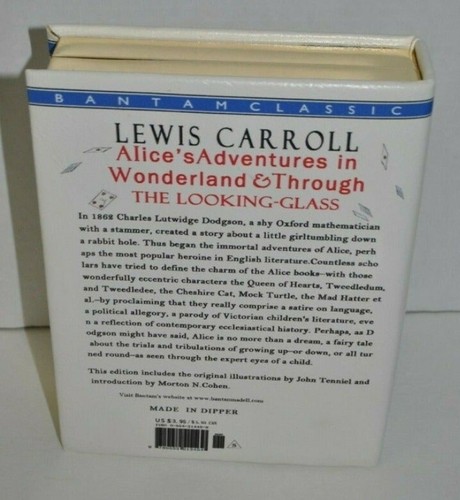 BANTAM CLASSIC
LEWIS CARROLL
Alice's Adventures in
Wonderland & Through
THE LOOKING-GLASS
In 1862 Charles Lutwidge Dodgson, a shy Oxford mathematician
with a stammer, created a story about a little girltumbling down
a rabbit hole. Thus began the immortal adventures of Alice, perh
aps the most popular heroine in English literature.Countless scho
lars have tried to define the charm of the Alice books–with those
wonderfully eccentric characters the Queen of Hearts, Tweedledum,
and Tweedledee, the Cheshire Cat, Mock Turtle, the Mad Hatter et
al.–by proclaiming that they really comprise a satire on language,
a political allegory, a parody of Victorian children's literature, eve
n a reflection of contemporary ecclesiastical history. Perhaps, as D
odgson might have said, Alice is no more than a dream, a fairy tale
about the trials and tribulations of growing up–or down, or all tur
ned round–as seen through the expert eyes of a child.
This edition includes the original illustrations by John Tenniel and
introduction by Morton N.Cohen.
Visit Bantam's website at www.bantamsdell.com
MADE IN DIPPER